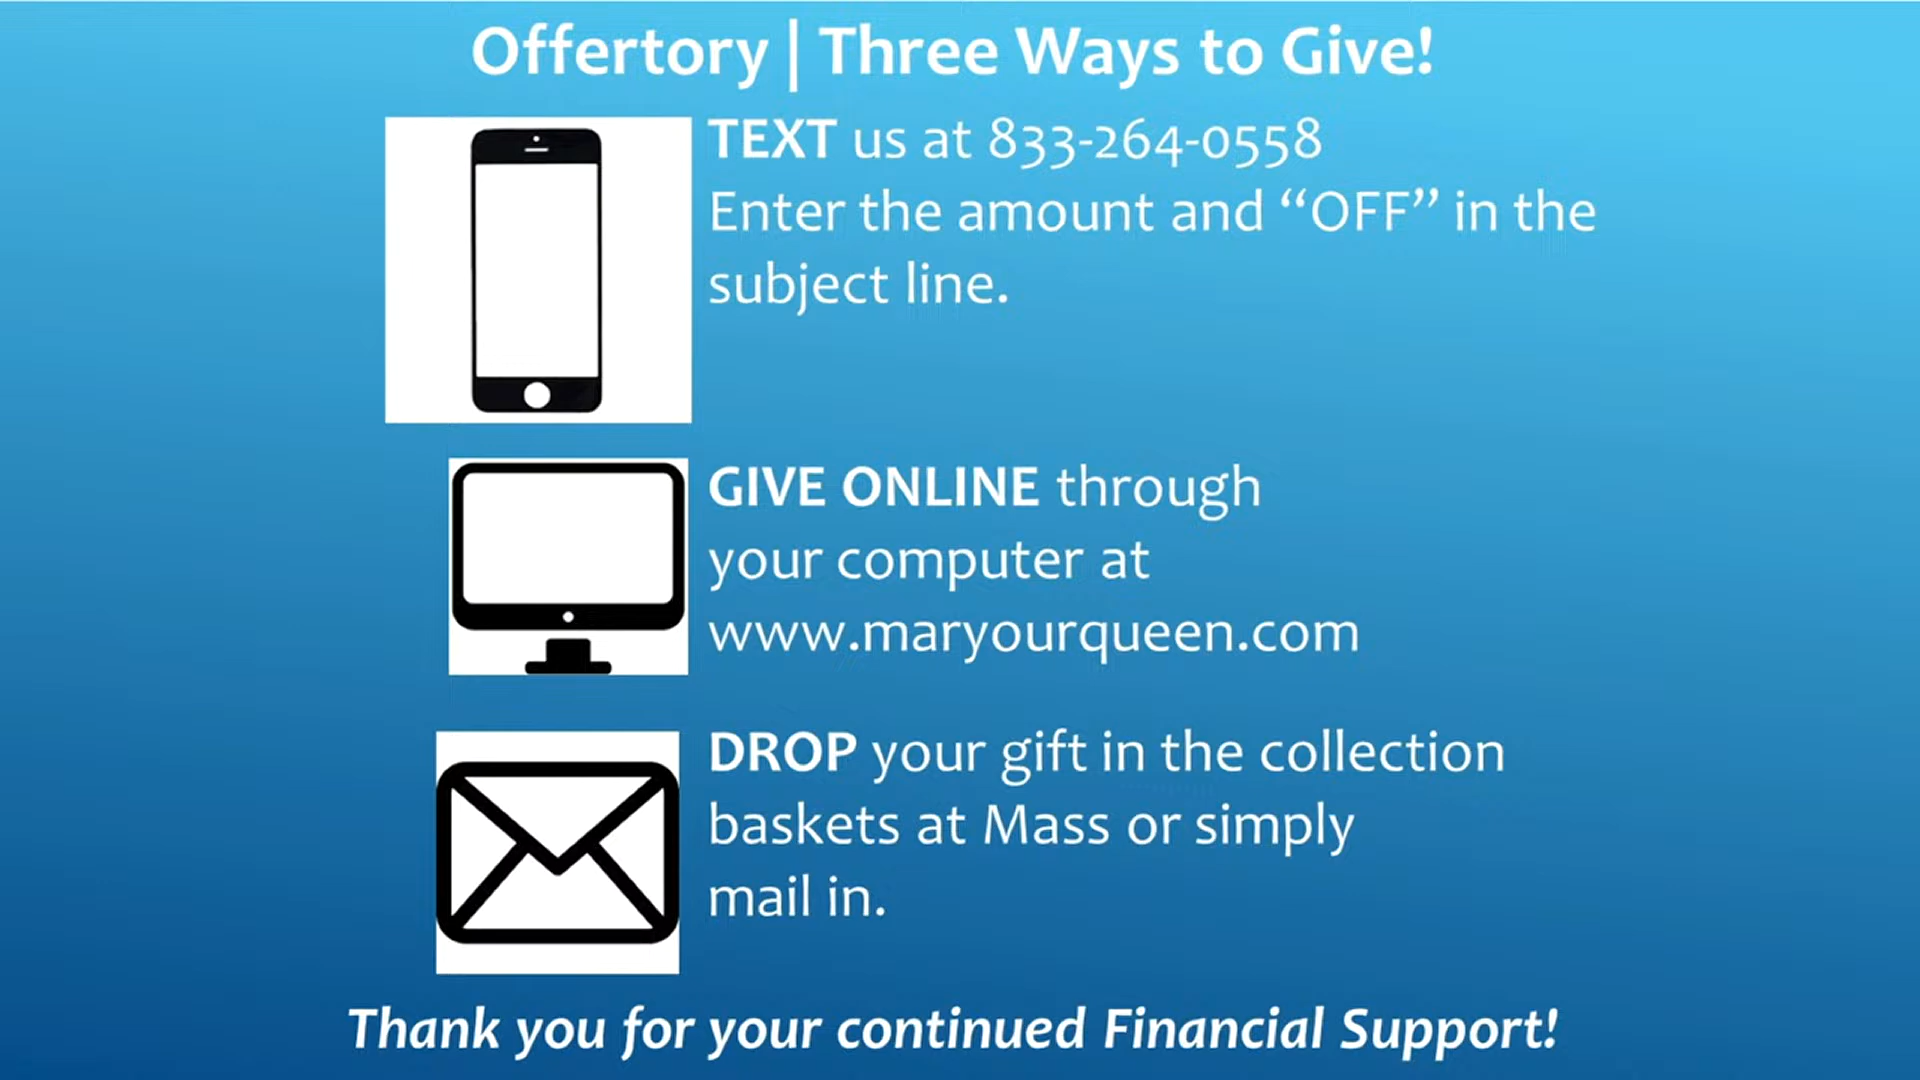 Offertory | Three Ways to Give!
TEXT us at 833-264-0558
Enter the amount and “OFF” in the
subject line.
GIVE ONLINE through
your computer at
www.maryourqueen.com
DROP your gift in the collection
baskets at Mass or simply
mail in.
Thank you for your continued Financial Support!